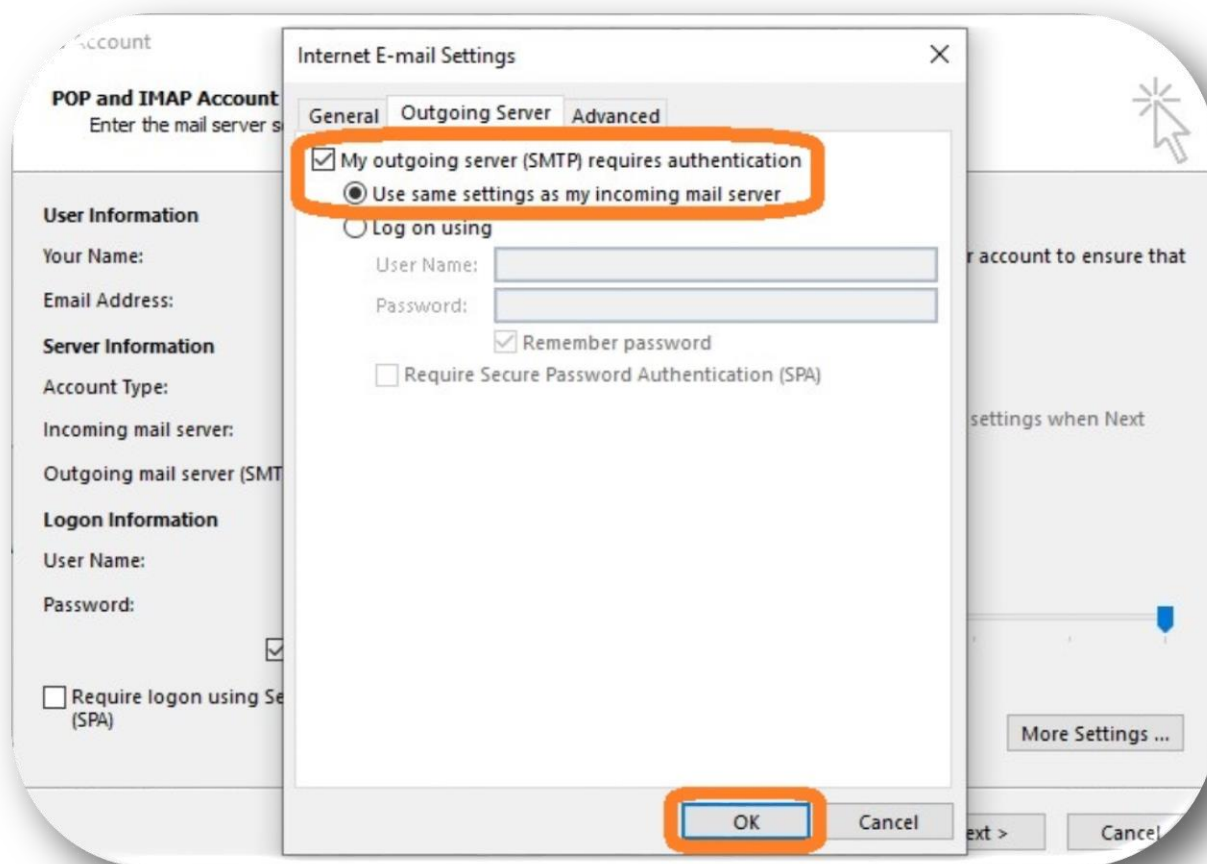 Account
Internet E-mail Settings
POP and IMAP Account
Enter the mail server
General Outgoing Server Advanced
My outgoing server (SMTP) requires authentication
Use same settings as my incoming mail server
Log on using
User Name:
Password:
Remember password
Require Secure Password Authentication (SPA)
User Information
Your Name:
Email Address:
Server Information
Account Type:
Incoming mail server:
Outgoing mail server (SMT
Logon Information
User Name:
Password:
Require logon using Se
(SPA)
r account to ensure that
settings when Next
More Settings ...
OK Cancel
ext > Cancel